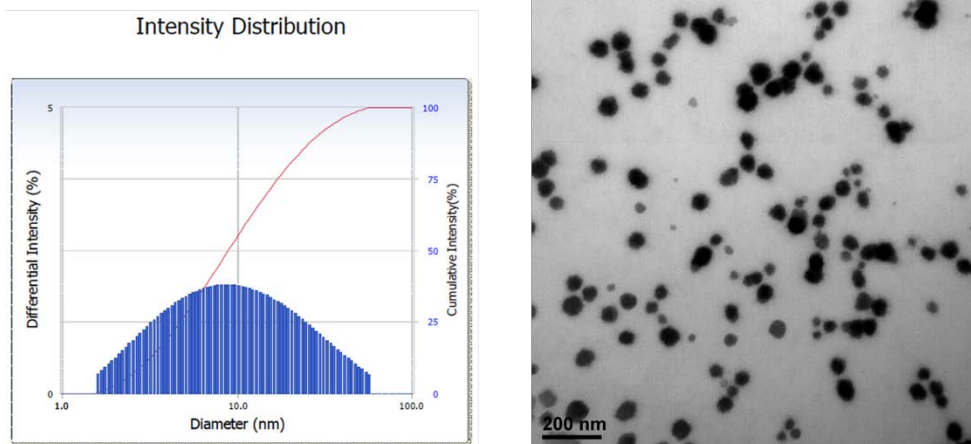 Intensity Distribution
Differential Intensity (%)
5
0
100
75
50
25
0
Cumulative Intensity(%)
1.0
10.0
100.0
Diameter (nm)
200 nm